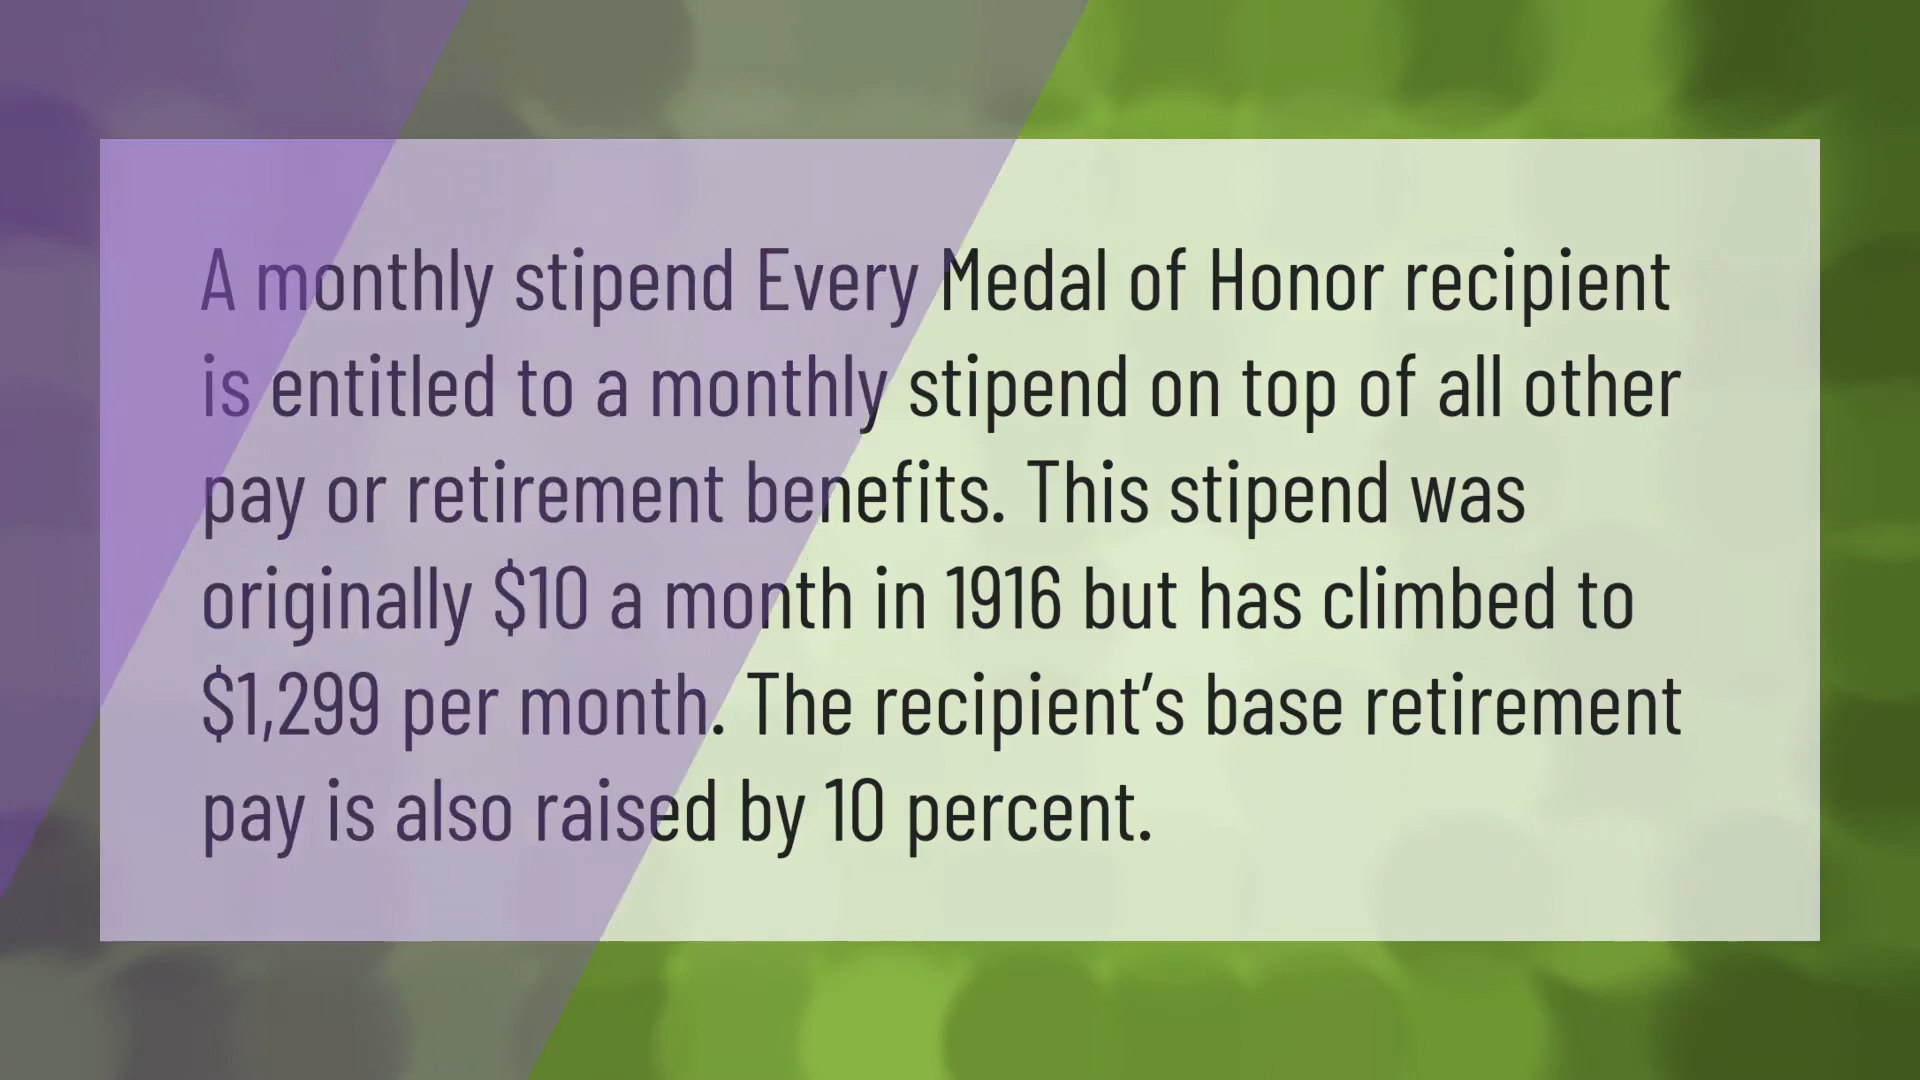 A monthly stipend Every Medal of Honor recipient
is entitled to a monthly stipend on top of all other
pay or retirement benefits. This stipend was
originally $10 a month in 1916 but has climbed to
$1,299 per month. The recipient’s base retirement
pay is also raised by 10 percent.